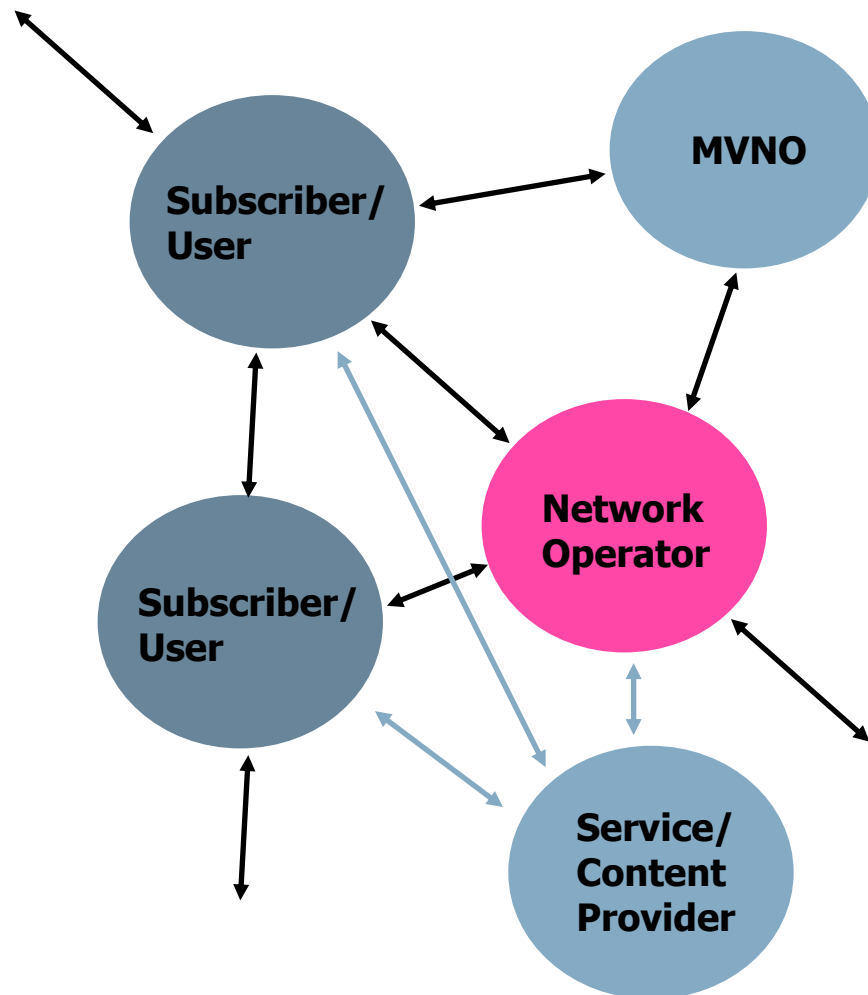 MVNO
Subscriber/
User
Network
Operator
Subscriber/
User
Service/
Content
Provider